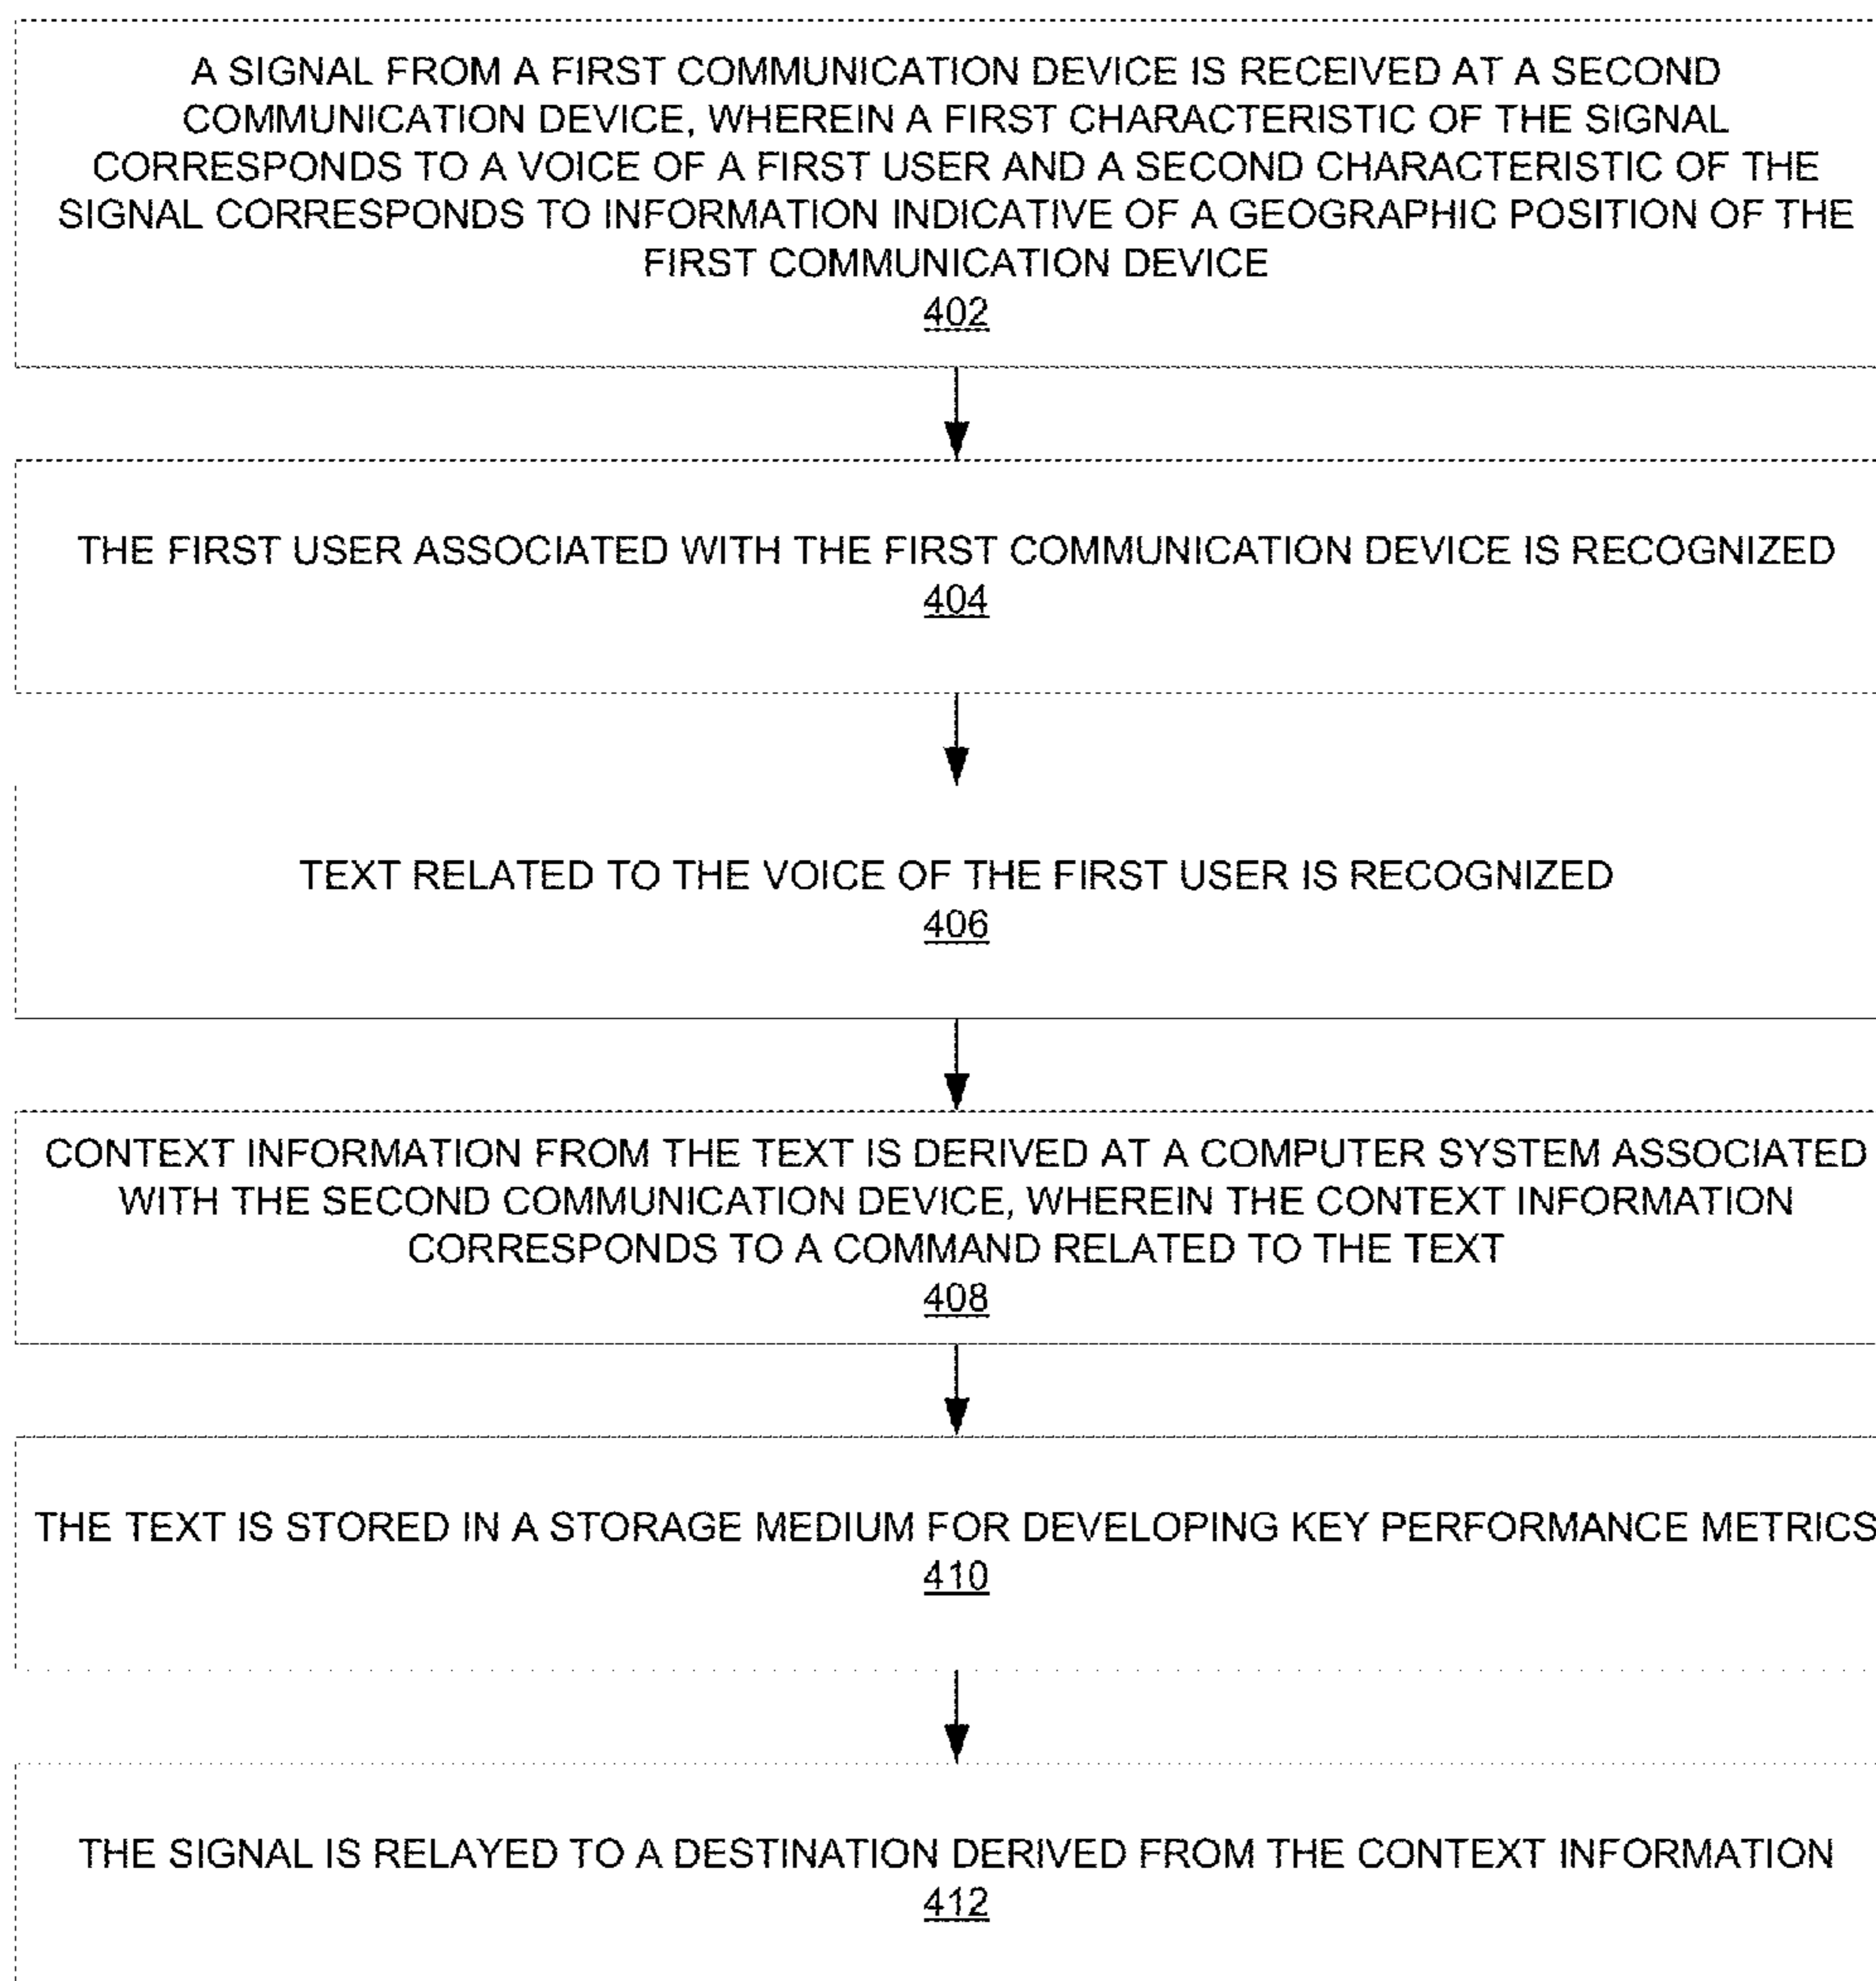 A SIGNAL FROM A FIRST COMMUNICATION DEVICE IS RECEIVED AT A SECOND
COMMUNICATION DEVICE, WHEREIN A FIRST CHARACTERISTIC OF THE SIGNAL
CORRESPONDS TO A VOICE OF A FIRST USER AND A SECOND CHARACTERISTIC OF THE
SIGNAL CORRESPONDS TO INFORMATION INDICATIVE OF A GEOGRAPHIC POSITION OF THE
FIRST COMMUNICATION DEVICE
402
THE FIRST USER ASSOCIATED WITH THE FIRST COMMUNICATION DEVICE IS RECOGNIZED
404
TEXT RELATED TO THE VOICE OF THE FIRST USER IS RECOGNIZED
406
CONTEXT INFORMATION FROM THE TEXT IS DERIVED AT A COMPUTER SYSTEM ASSOCIATED
WITH THE SECOND COMMUNICATION DEVICE, WHEREIN THE CONTEXT INFORMATION
CORRESPONDS TO A COMMAND RELATED TO THE TEXT
408
THE TEXT IS STORED IN A STORAGE MEDIUM FOR DEVELOPING KEY PERFORMANCE METRICS
410
THE SIGNAL IS RELAYED TO A DESTINATION DERIVED FROM THE CONTEXT INFORMATION
412